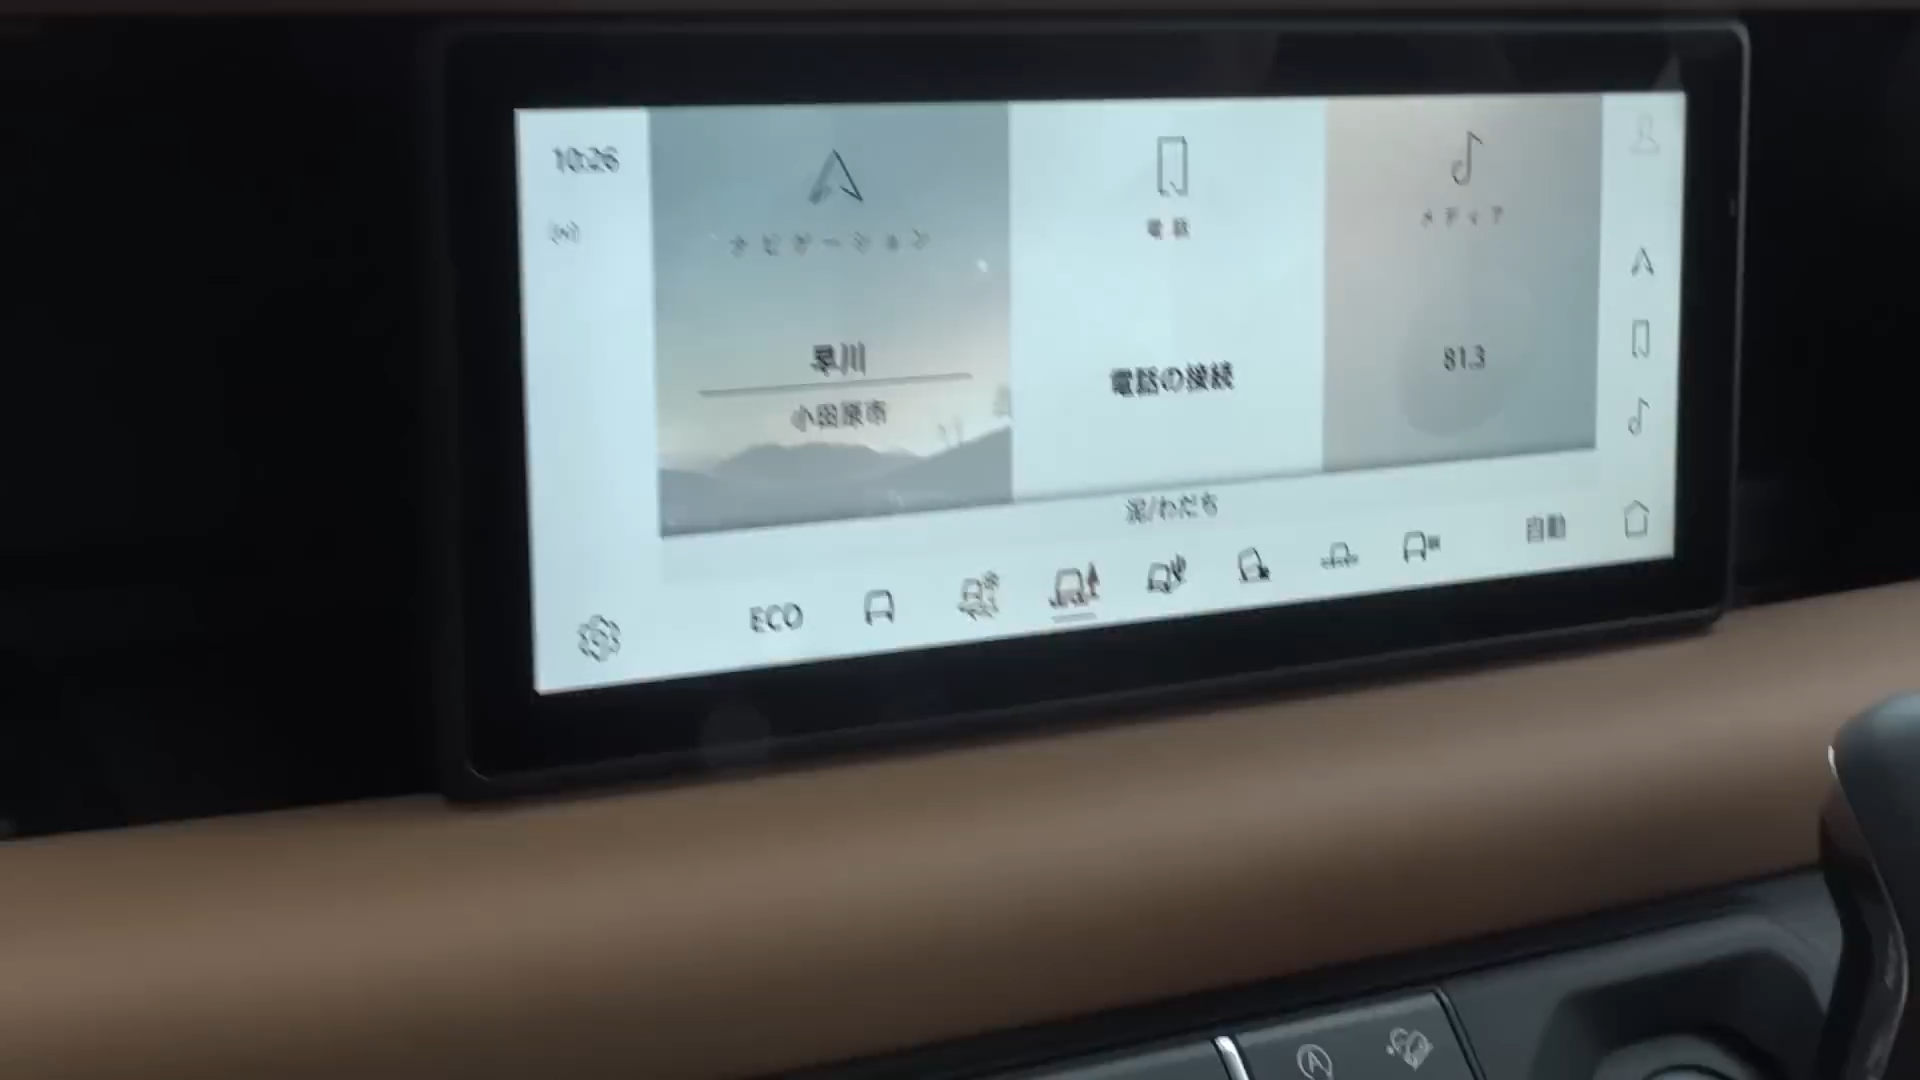 10:26
ナビゲーション
早川
小田原市
電話
電話の接続
メディア
81.3
泥/わだち
ECO
自動
A